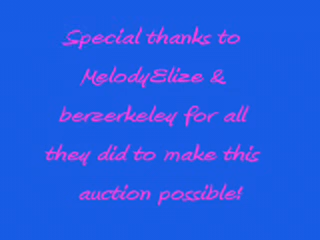 Special thanks to
MelodyElize &
berzerkeley for all
they did to make this
auction possible!